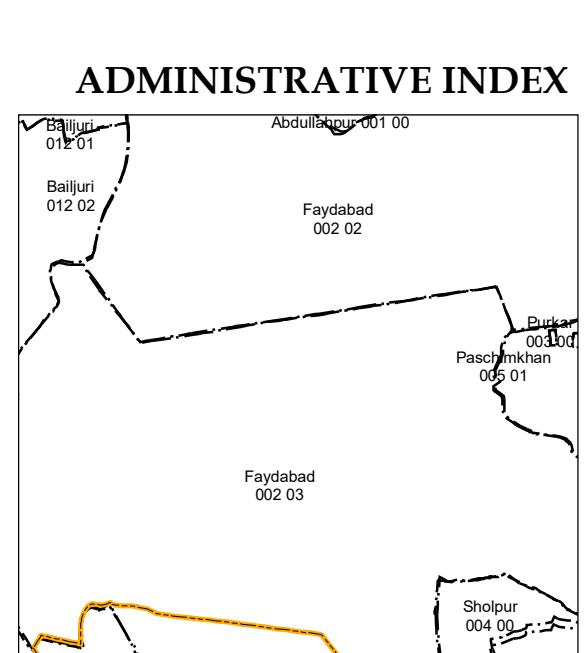 ADMINISTRATIVE INDEX
Bailjuri
012 01
Abdullahpur 001 00
Bailjuri
012 02
Faydabad
002 02
Purkar
003 00
Paschimkhan
005 01
Faydabad
002 03
Sholpur
004 00